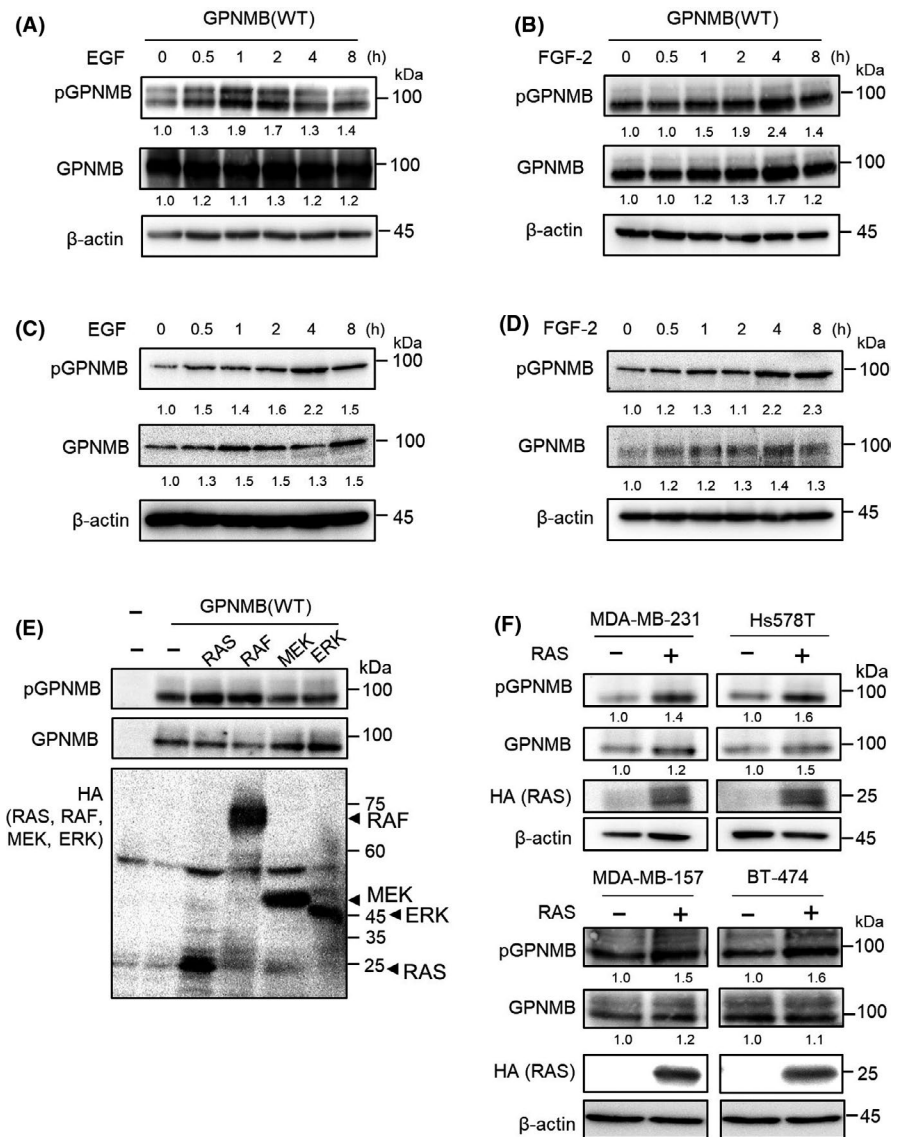 (A)
GPNMB(WT)
EGF 0 0.5 1 2 4 8 (h)
kDa
pGPNMB 100
1.0 1.3 1.9 1.7 1.3 1.4
GPNMB 100
1.0 1.2 1.1 1.3 1.2 1.2
β-actin 45
(B)
GPNMB(WT)
FGF-2 0 0.5 1 2 4 8 (h)
kDa
pGPNMB 100
1.0 1.0 1.5 1.9 2.4 1.4
GPNMB 100
1.0 1.0 1.2 1.3 1.7 1.2
β-actin 45
(C)
EGF 0 0.5 1 2 4 8 (h)
kDa
pGPNMB 100
1.0 1.5 1.4 1.6 2.2 1.5
GPNMB 100
1.0 1.3 1.5 1.5 1.3 1.5
β-actin 45
(D)
FGF-2 0 0.5 1 2 4 8 (h)
kDa
pGPNMB 100
1.0 1.2 1.3 1.1 2.2 2.3
GPNMB 100
1.0 1.2 1.2 1.3 1.4 1.3
β-actin 45
(E)
– GPNMB(WT)
– – RAS RAF MEK ERK
kDa
pGPNMB 100
GPNMB 100
HA
(RAS, RAF,
MEK, ERK)
75
RAF
60
MEK
45 ERK
35
25 RAS
(F)
MDA-MB-231 Hs578T
RAS – + – + kDa
pGPNMB 100
1.0 1.4 1.0 1.6
GPNMB 100
1.0 1.2 1.0 1.5
HA (RAS) 25
β-actin 45
MDA-MB-157 BT-474
RAS – + – + kDa
pGPNMB 100
1.0 1.5 1.0 1.6
GPNMB 100
1.0 1.2 1.0 1.1
HA (RAS) 25
β-actin 45